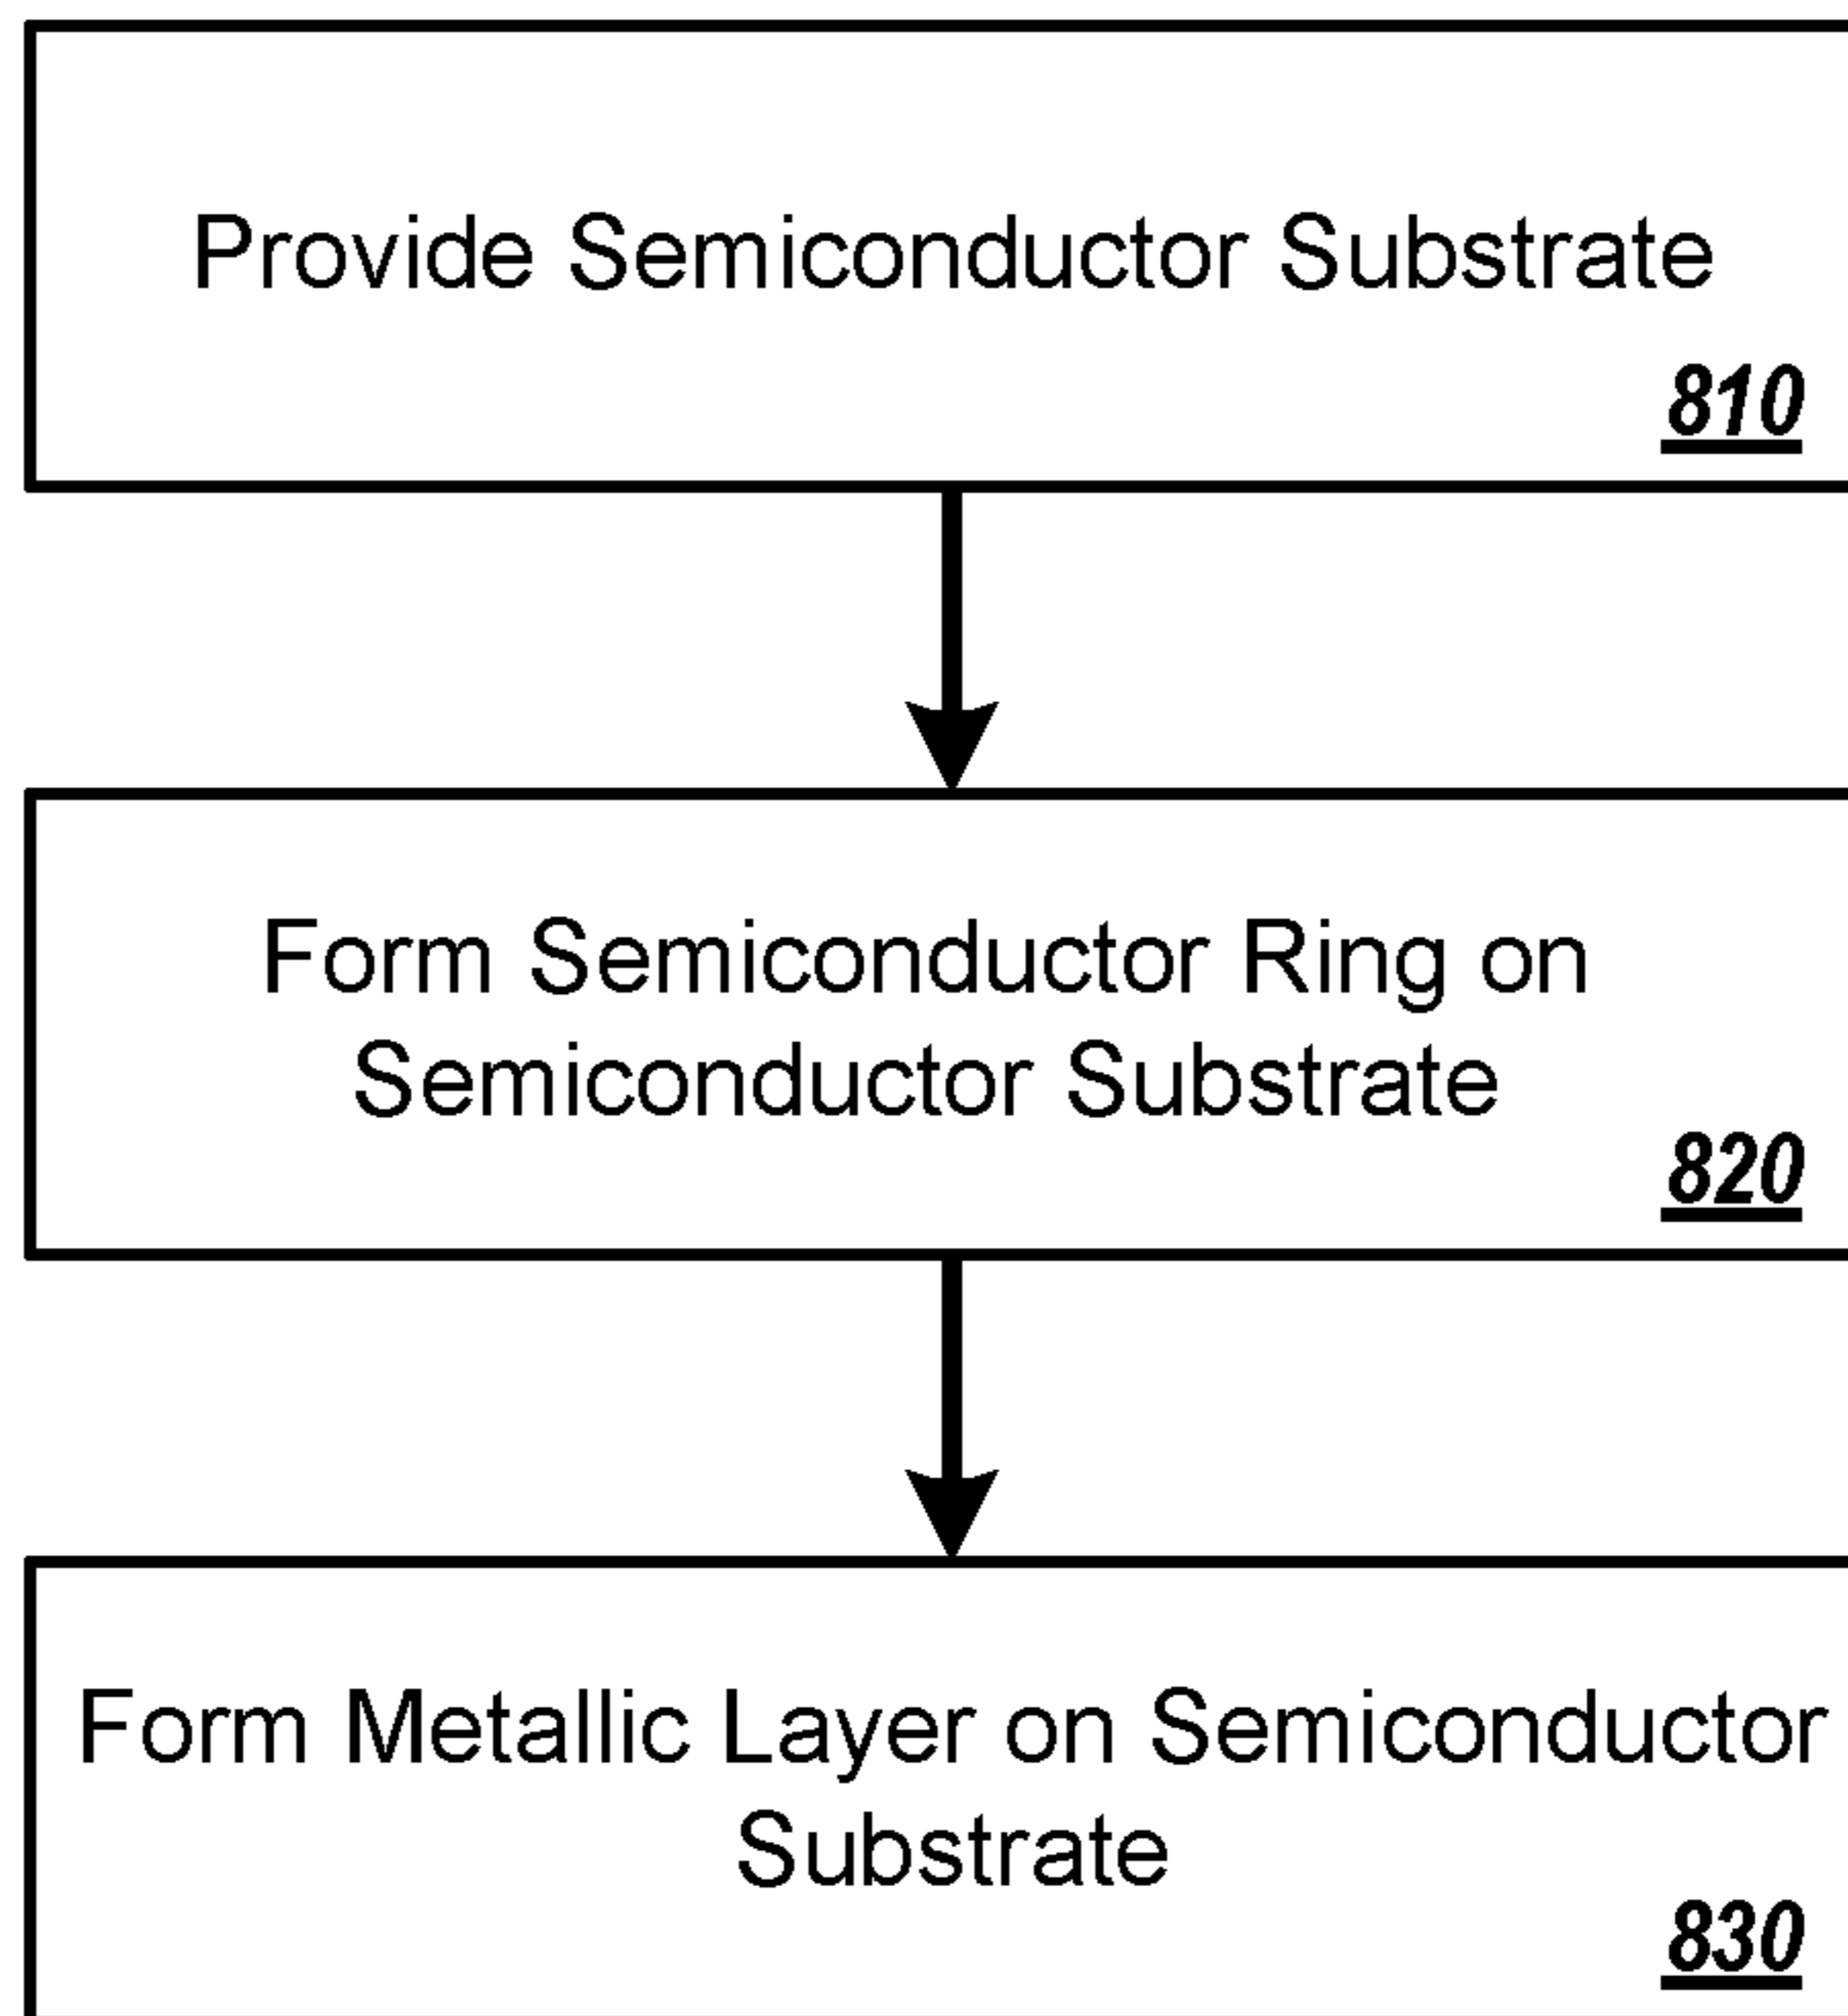 Provide Semiconductor Substrate
810
Form Semiconductor Ring on
Semiconductor Substrate
820
Form Metallic Layer on Semiconductor
Substrate
830